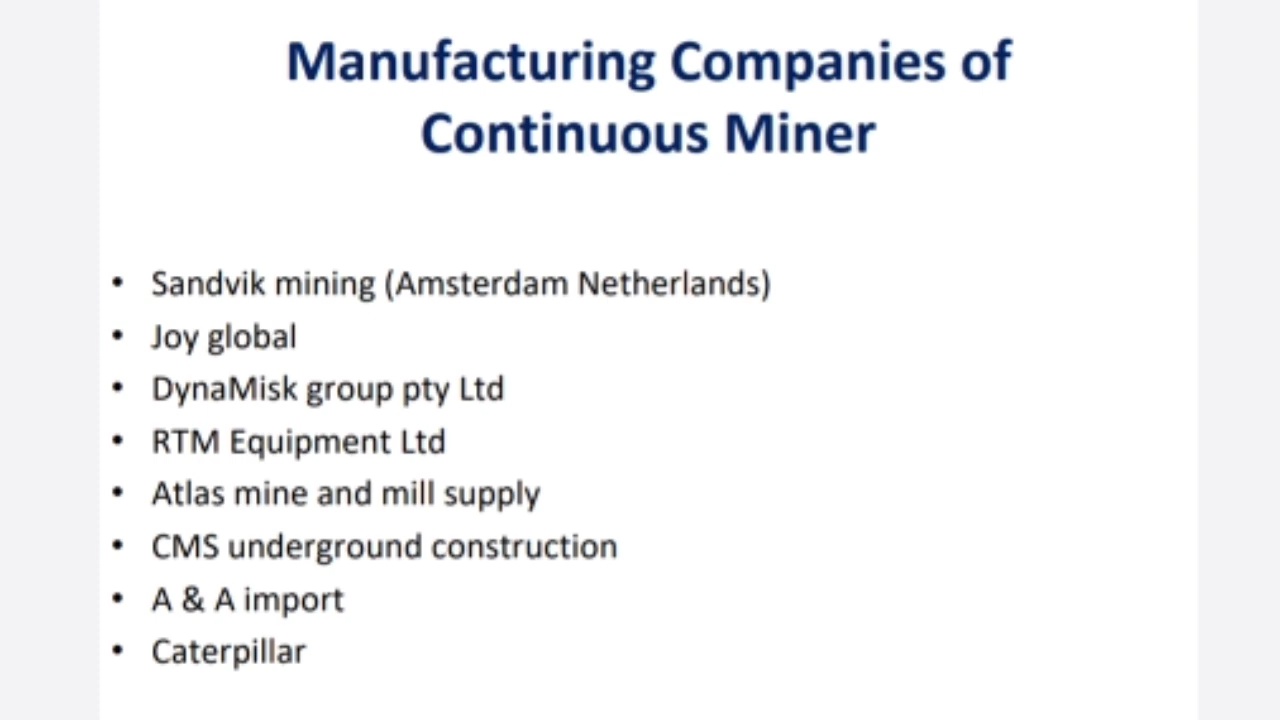 Manufacturing Companies of
Continuous Miner
• Sandvik mining (Amsterdam Netherlands)
• Joy global
• DynaMisk group pty Ltd
• RTM Equipment Ltd
• Atlas mine and mill supply
• CMS underground construction
• A & A import
• Caterpillar